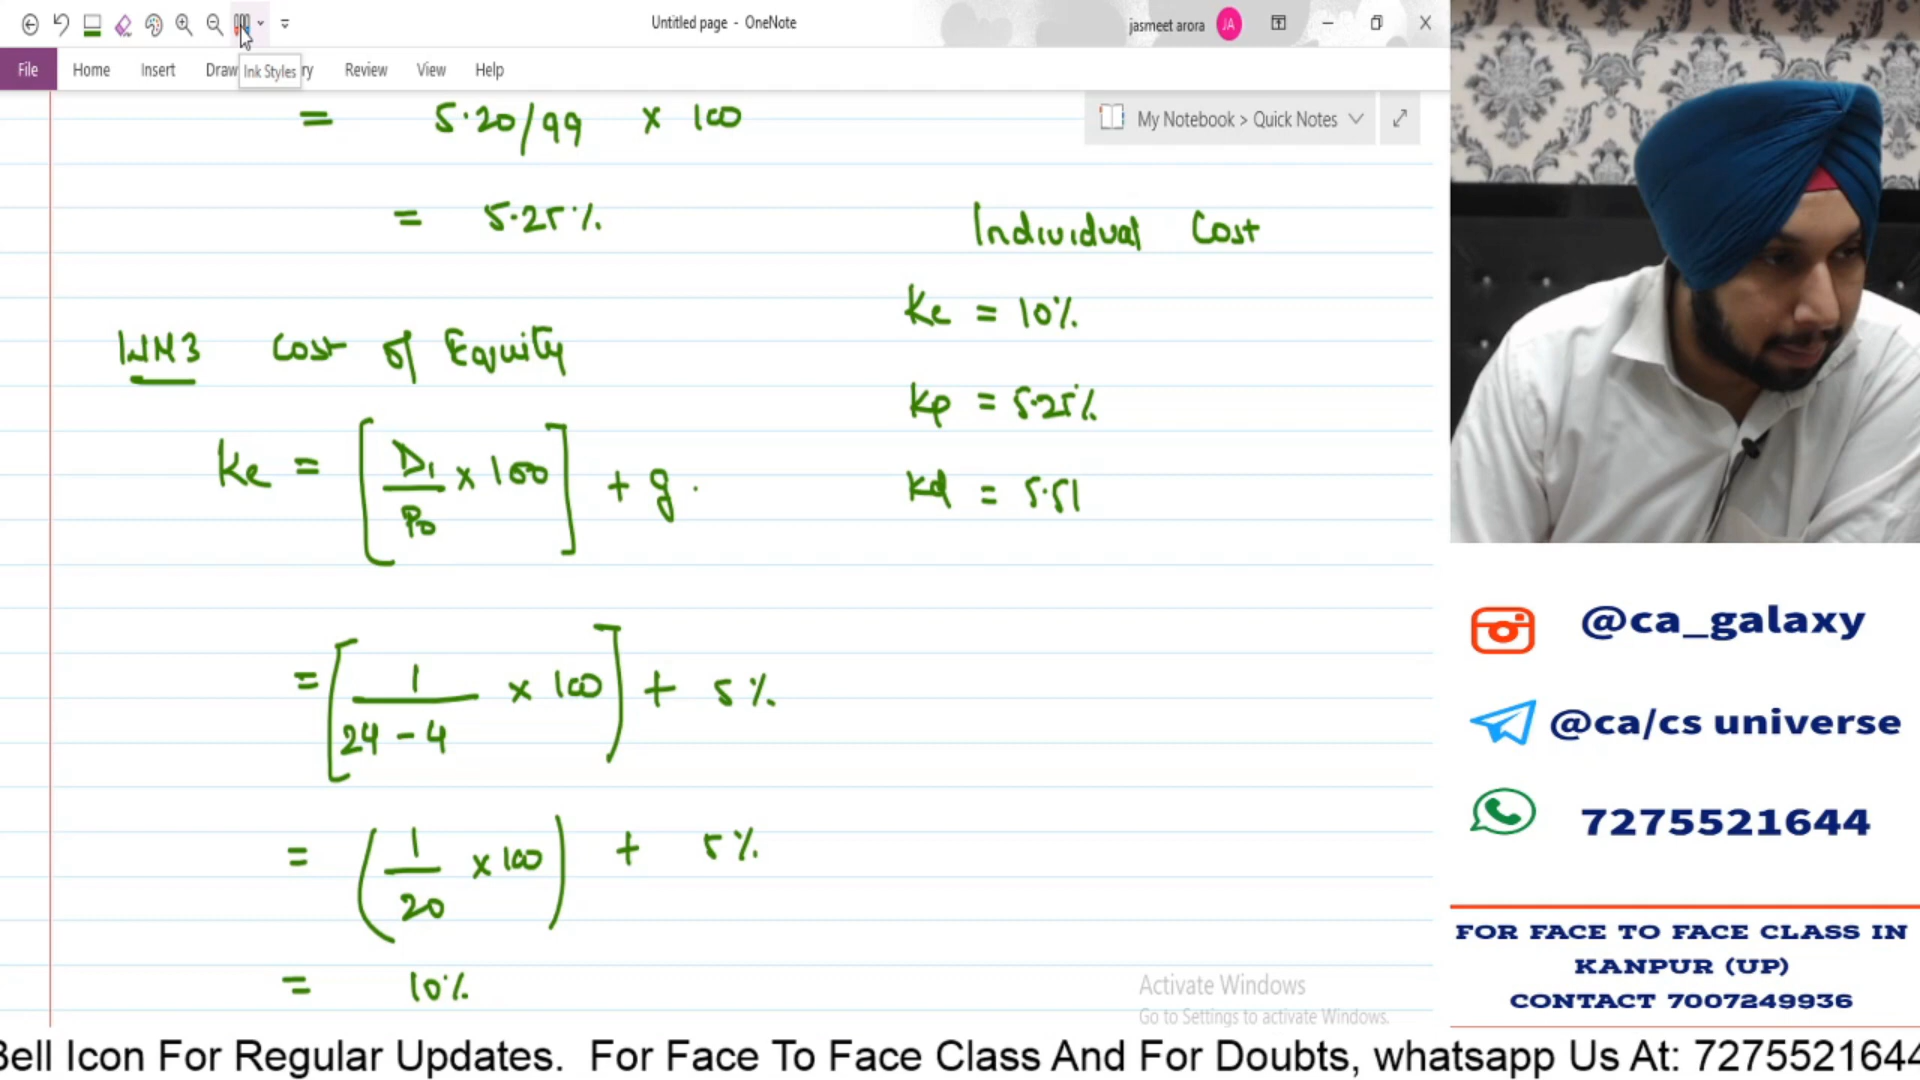 Untitled page - OneNote
jasmeet arora
JA
File
Home
Insert
Draw
Ink Styles
ry
Review
View
Help
My Notebook > Quick Notes
= 5.20/99 × 100
= 5.25%
WN3 Cost of Equity
Ke = [D1/P0 × 100] + g.
= [1/24-4 × 100] + 5%
= (1/20 × 100) + 5%
= 10%
Individual Cost
Ke = 10%
Kp = 5.25%
Kd = 5.51
Activate Windows
Go to Settings to activate Windows.
@ca_galaxy
@ca/cs universe
7275521644
FOR FACE TO FACE CLASS IN
KANPUR (UP)
CONTACT 7007249936
Bell Icon For Regular Updates. For Face To Face Class And For Doubts, whatsapp Us At: 7275521644